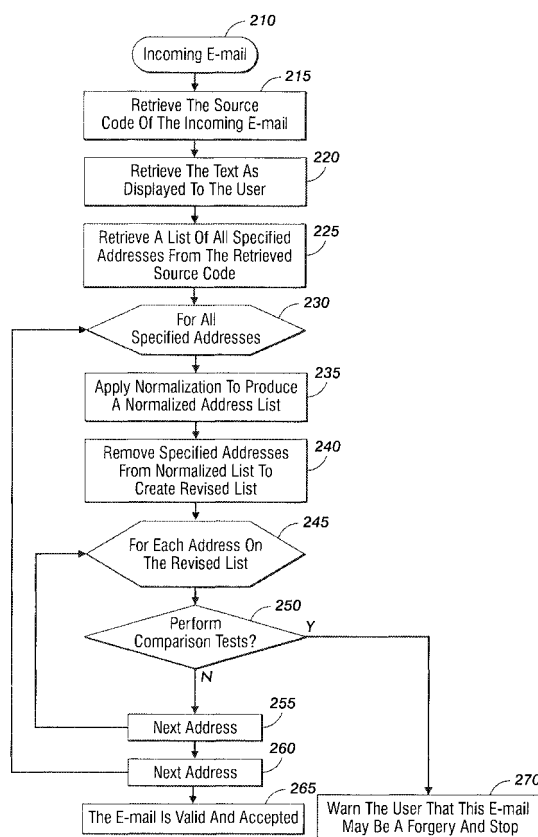 210
Incoming E-mail
215
Retrieve The Source
Code Of The Incoming E-mail
220
Retrieve The Text As
Displayed To The User
225
Retrieve A List Of All Specified
Addresses From The Retrieved
Source Code
230
For All
Specified Addresses
235
Apply Normalization To Produce
A Normalized Address List
240
Remove Specified Addresses
From Normalized List To
Create Revised List
245
For Each Address On
The Revised List
250
Perform
Comparison Tests?
Y
N
255
Next Address
260
Next Address
265
The E-mail Is Valid And Accepted
270
Warn The User That This E-mail
May Be A Forgery And Stop